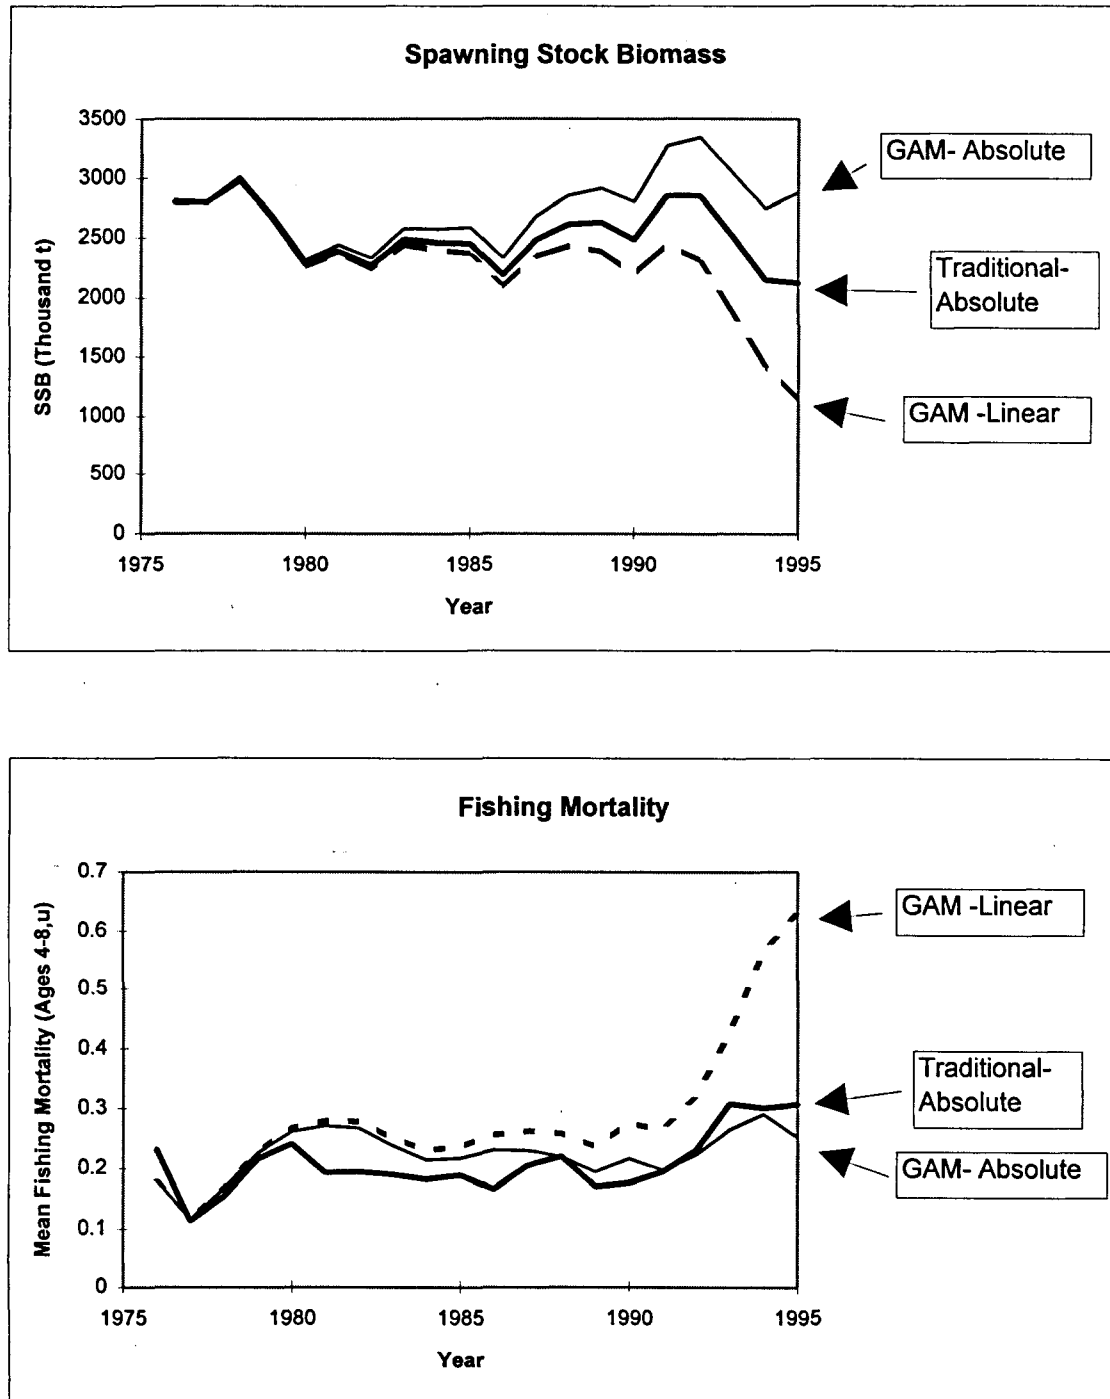 Spawning Stock Biomass
3500
3000
2500
2000
1500
1000
500
0
SSB (Thousand t)
1975
1980
1985
1990
1995
Year
GAM- Absolute
Traditional-
Absolute
GAM -Linear
Fishing Mortality
0.7
0.6
0.5
0.4
0.3
0.2
0.1
0
Mean Fishing Mortality (Ages 4-8,u)
1975
1980
1985
1990
1995
Year
GAM -Linear
Traditional-
Absolute
GAM- Absolute